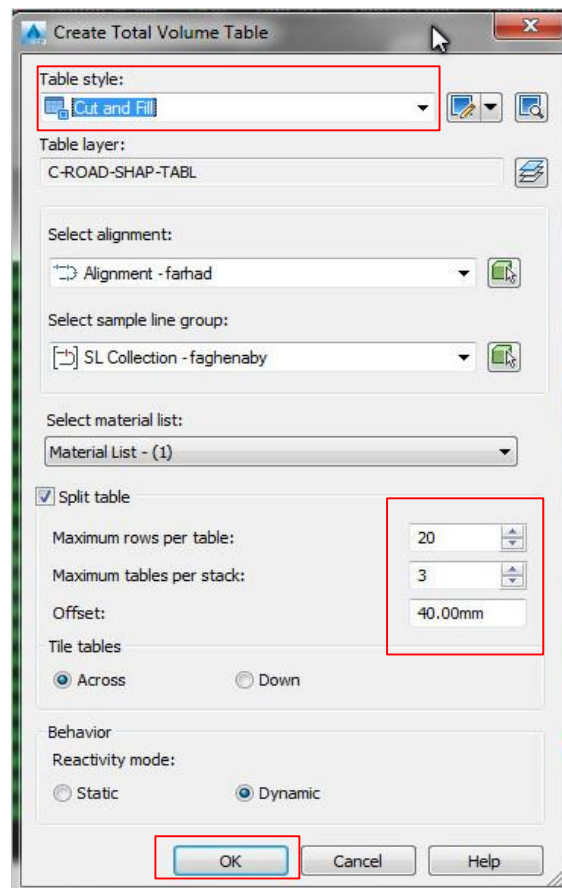 Create Total Volume Table
Table style:
Cut and Fill
Table layer:
C-ROAD-SHAP-TABL
Select alignment:
Alignment - farhad
Select sample line group:
SL Collection - faghenaby
Select material list:
Material List - (1)
Split table
Maximum rows per table: 20
Maximum tables per stack: 3
Offset: 40.00mm
Tile tables
Across Down
Behavior
Reactivity mode:
Static Dynamic
OK Cancel Help